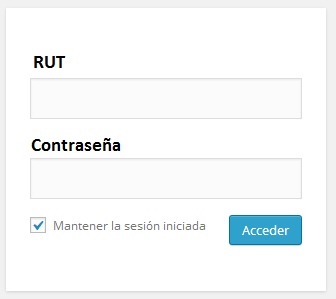 RUT
Contraseña
Mantener la sesión iniciada
Acceder